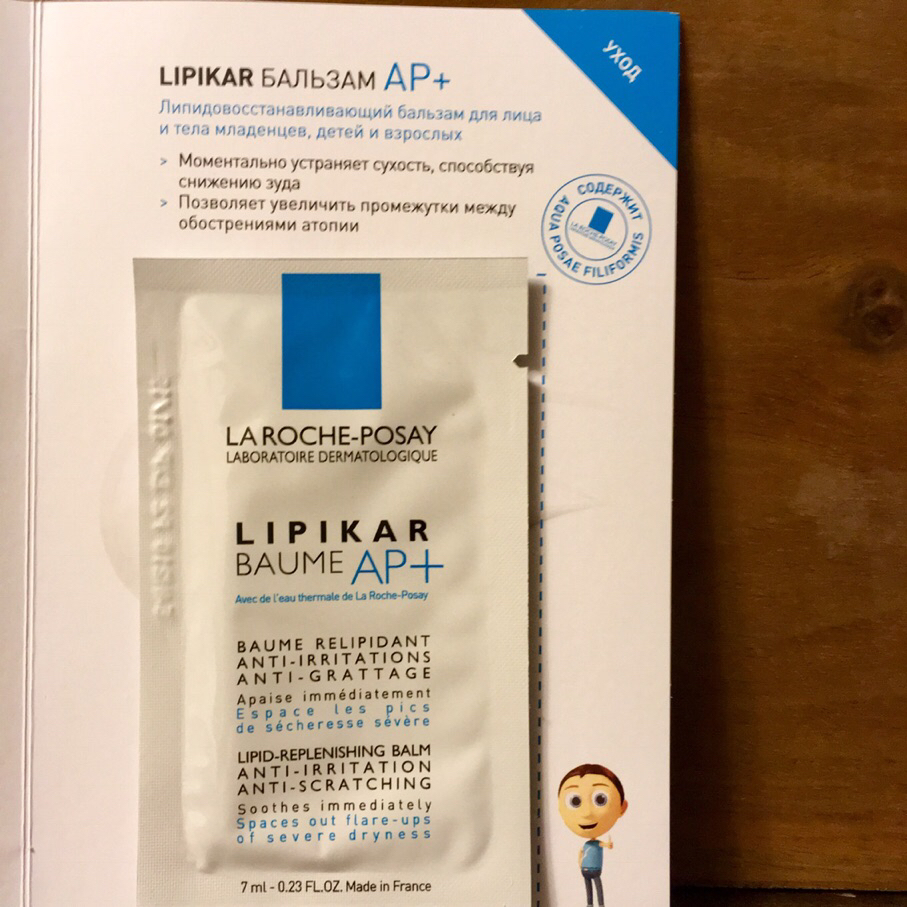 УХОД
LIPIKAR БАЛЬЗАМ AP+
Липидовосстанавливающий бальзам для лица
и тела младенцев, детей и взрослых
> Моментально устраняет сухость, способствуя
снижению зуда
> Позволяет увеличить промежутки между
обострениями атопии
СОДЕРЖИТ
AQUA POSAE FILIFORMIS
LA ROCHE-POSAY
LA ROCHE-POSAY
LABORATOIRE DERMATOLOGIQUE
LIPIKAR
BAUME AP+
Avec de l'eau thermale de La Roche-Posay
BAUME RELIPIDANT
ANTI-IRRITATIONS
ANTI-GRATTAGE
Apaise immédiatement
Espace les pics
de sécheresse sévère
LIPID-REPLENISHING BALM
ANTI-IRRITATION
ANTI-SCRATCHING
Soothes immediately
Spaces out flare-ups
of severe dryness
7 ml - 0.23 FL.OZ. Made in France